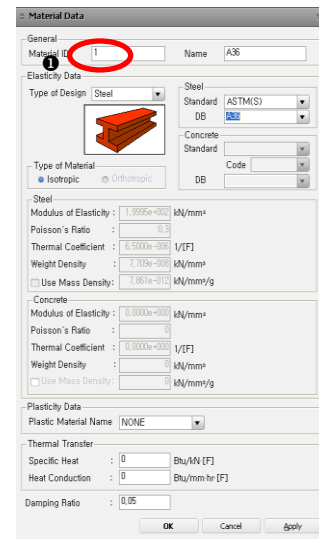 Material Data
General
Material ID 1 Name A36
❶
Elasticity Data
Type of Design Steel
Steel
Standard ASTM(S)
DB A36
Concrete
Standard
Code
DB
Type of Material
Isotropic Orthotropic
Steel
Modulus of Elasticity : 1,9995e+002 kN/mm²
Poisson's Ratio : 0,3
Thermal Coefficient : 6,5000e-006 1/[F]
Weight Density : 7,709e-008 kN/mm³
Use Mass Density: 7,861e-012 kN/mm³/g
Concrete
Modulus of Elasticity : 0,0000e+000 kN/mm²
Poisson's Ratio : 0
Thermal Coefficient : 0,0000e+000 1/[F]
Weight Density : 0 kN/mm³
Use Mass Density: 0 kN/mm³/g
Plasticity Data
Plastic Material Name NONE
Thermal Transfer
Specific Heat : 0 Btu/kN·[F]
Heat Conduction : 0 Btu/mm·hr·[F]
Damping Ratio : 0,05
OK Cancel Apply